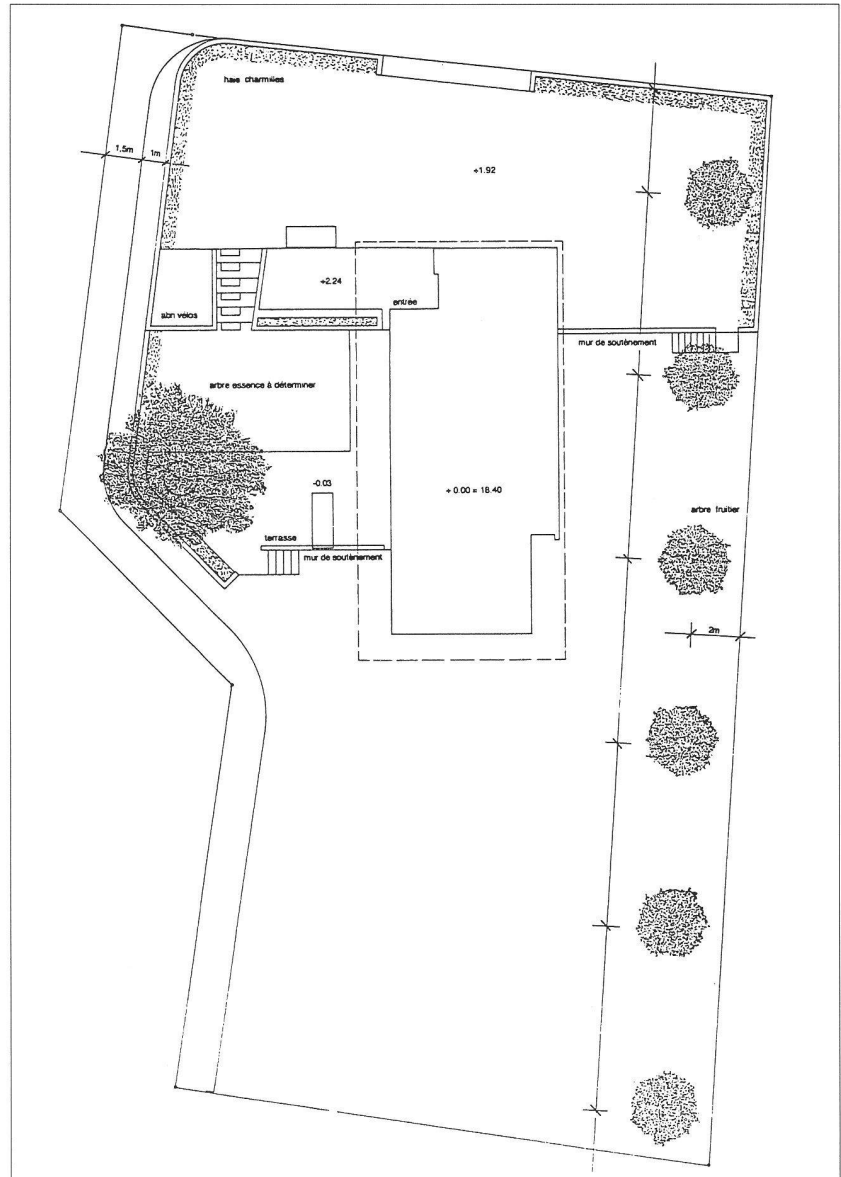 haie charmilles
1,5m
1m
+1.92
+2.24
entrée
abri vélos
mur de soutènement
arbre essence à déterminer
-0.03
+ 0.00 = 18.40
arbre fruitier
terrasse
mur de soutènement
2m